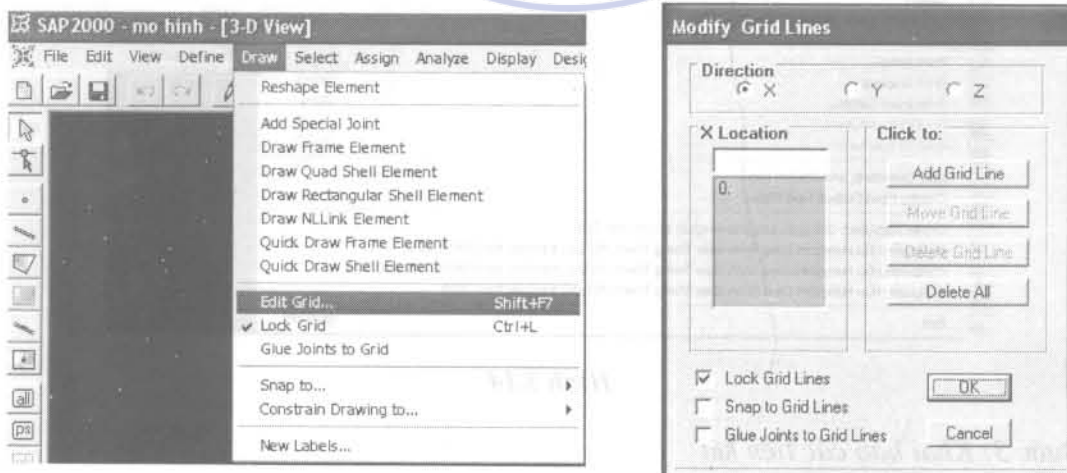 SAP2000 - mo hinh - [3-D View]
File Edit View Define Draw Select Assign Analyze Display
Reshape Element
Add Special Joint
Draw Frame Element
Draw Quad Shell Element
Draw Rectangular Shell Element
Draw NLLink Element
Quick Draw Frame Element
Quick Draw Shell Element
Edit Grid... Shift+F7
Lock Grid Ctrl+L
Glue Joints to Grid
Snap to...
Constrain Drawing to...
New Labels...
all
ps
Modify Grid Lines
Direction
X Y Z
X Location
0.
Click to:
Add Grid Line
Move Grid Line
Delete Grid Line
Delete All
Lock Grid Lines
Snap to Grid Lines
Glue Joints to Grid Lines
OK
Cancel